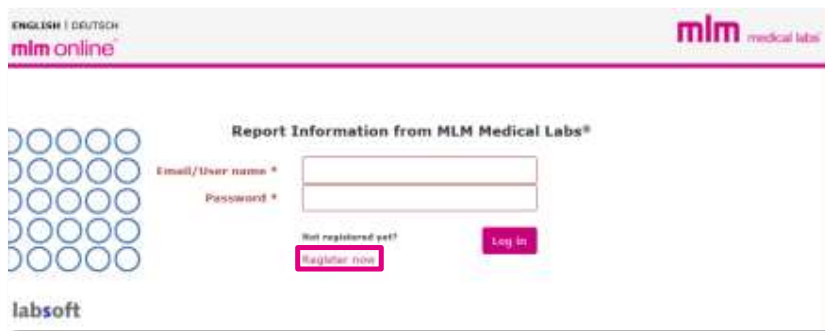 ENGLISH | DEUTSCH
mlm online
mlm medical labs
Report Information from MLM Medical Labs®
Email/User name *
Password *
Not registered yet?
Log in
Register now
labsoft